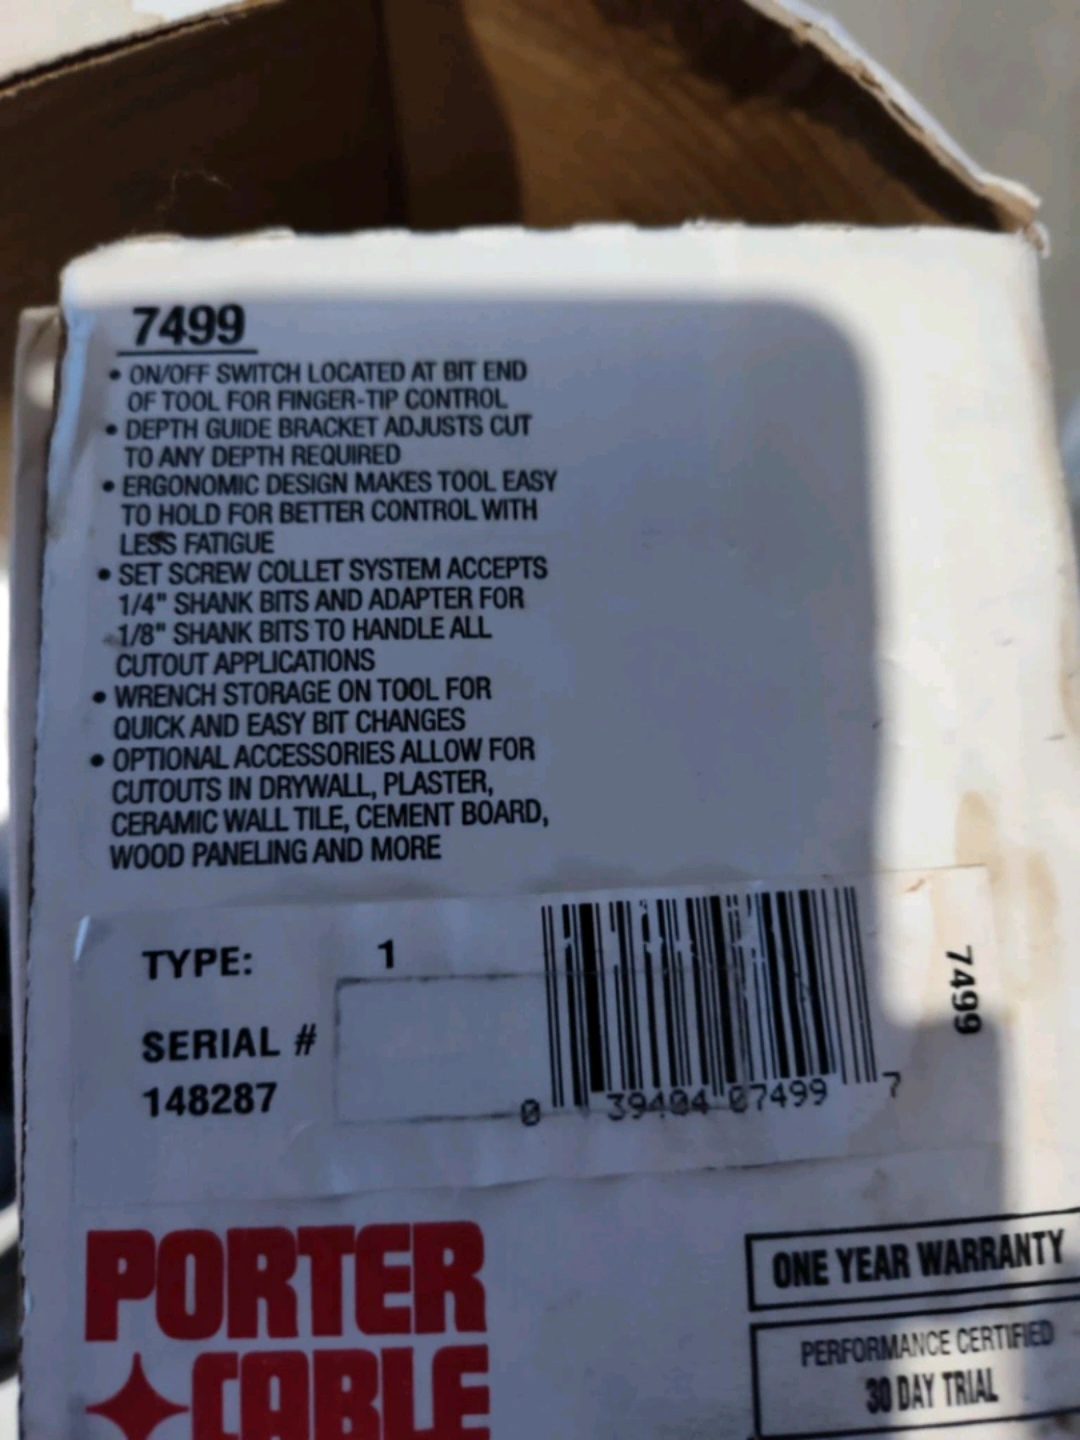 7499
• ON/OFF SWITCH LOCATED AT BIT END
OF TOOL FOR FINGER-TIP CONTROL
• DEPTH GUIDE BRACKET ADJUSTS CUT
TO ANY DEPTH REQUIRED
• ERGONOMIC DESIGN MAKES TOOL EASY
TO HOLD FOR BETTER CONTROL WITH
LESS FATIGUE
• SET SCREW COLLET SYSTEM ACCEPTS
1/4" SHANK BITS AND ADAPTER FOR
1/8" SHANK BITS TO HANDLE ALL
CUTOUT APPLICATIONS
• WRENCH STORAGE ON TOOL FOR
QUICK AND EASY BIT CHANGES
• OPTIONAL ACCESSORIES ALLOW FOR
CUTOUTS IN DRYWALL, PLASTER,
CERAMIC WALL TILE, CEMENT BOARD,
WOOD PANELING AND MORE
TYPE: 1
SERIAL #
148287
0 39404 07499 7
7499
PORTER
CABLE
ONE YEAR WARRANTY
PERFORMANCE CERTIFIED
30 DAY TRIAL